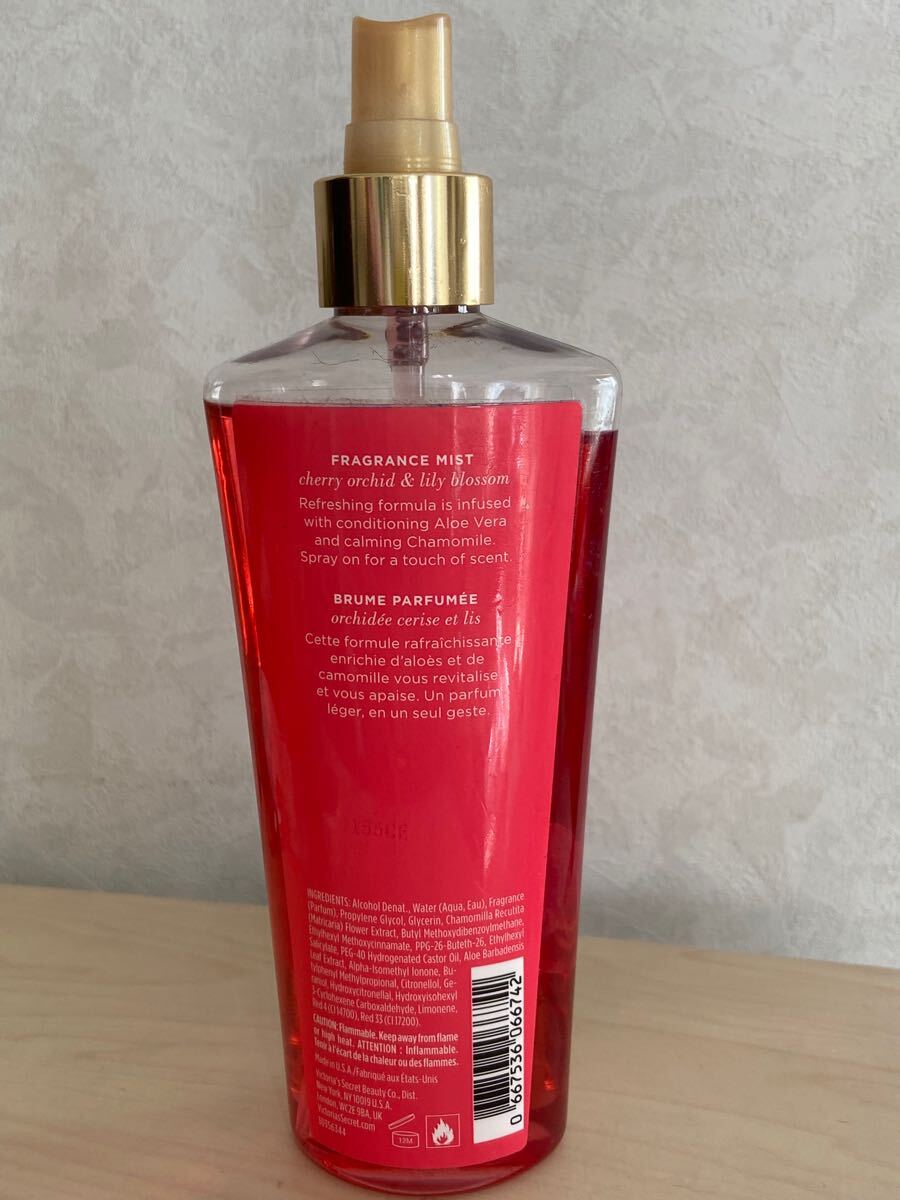 FRAGRANCE MIST
cherry orchid & lily blossom
Refreshing formula is infused
with conditioning Aloe Vera
and calming Chamomile.
Spray on for a touch of scent.
BRUME PARFUMÉE
orchidée cerise et lis
Cette formule rafraîchissante
enrichie d'aloès et de
camomille vous revitalise
et vous apaise. Un parfum
léger, en un seul geste.
INGREDIENTS: Alcohol Denat., Water (Aqua, Eau), Fragrance
(Parfum), Propylene Glycol, Glycerin, Chamomilla Recutita
(Matricaria) Flower Extract, Butyl Methoxydibenzoylmethane,
Ethylhexyl Methoxycinnamate, PPG-26-Buteth-26, Ethylhexyl
Salicylate, PEG-40 Hydrogenated Castor Oil, Aloe Barbadensis
Leaf Extract, Alpha-Isomethyl Ionone, Bu-
tylphenyl Methylpropional, Citronellol, Ge-
raniol, Hydroxycitronellal, Hydroxyisohexyl
3-Cyclohexene Carboxaldehyde, Limonene,
Red 4 (CI 14700), Red 33 (CI 17200).
CAUTION: Flammable. Keep away from flame
or high heat. ATTENTION : Inflammable.
Tenir à l'écart de la chaleur ou des flammes.
Made in U.S.A./Fabriqué aux États-Unis
Victoria's Secret Beauty Co., Dist.
New York, NY 10019 U.S.A.
London, WC2E 9BA, UK
VictoriasSecret.com
30356344
12M
0 667536 066742